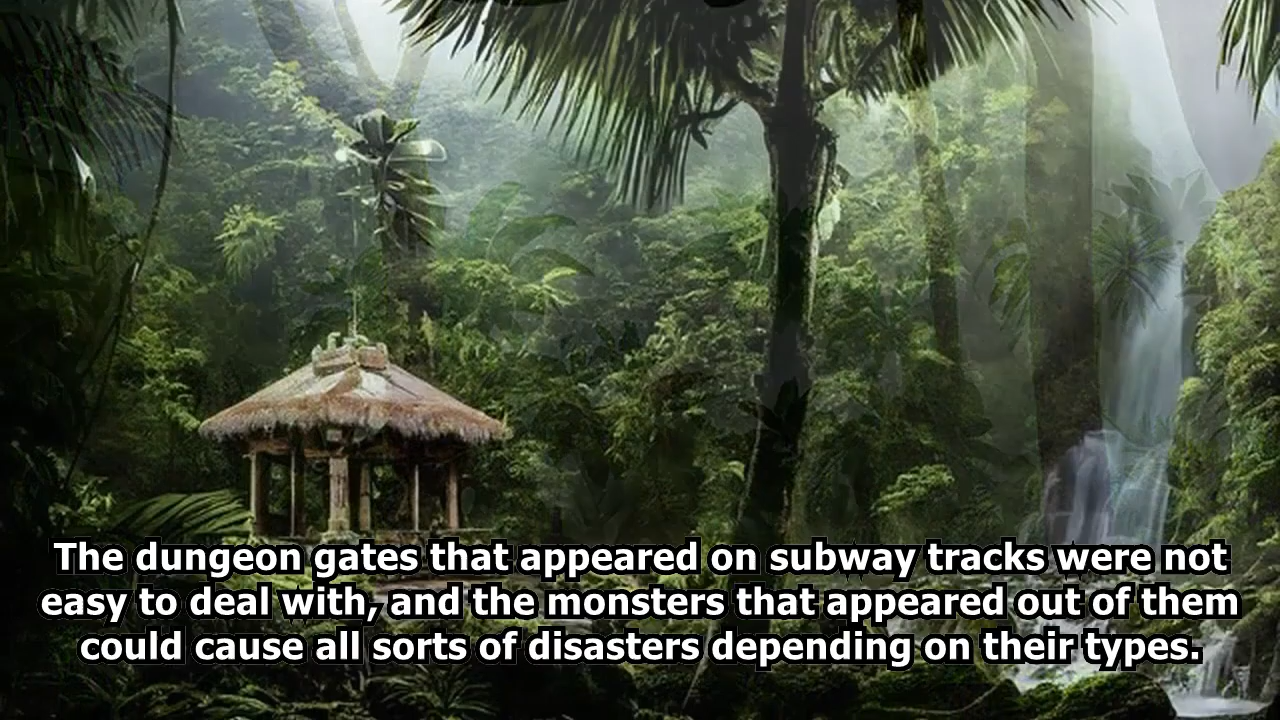 The dungeon gates that appeared on subway tracks were not
easy to deal with, and the monsters that appeared out of them
could cause all sorts of disasters depending on their types.